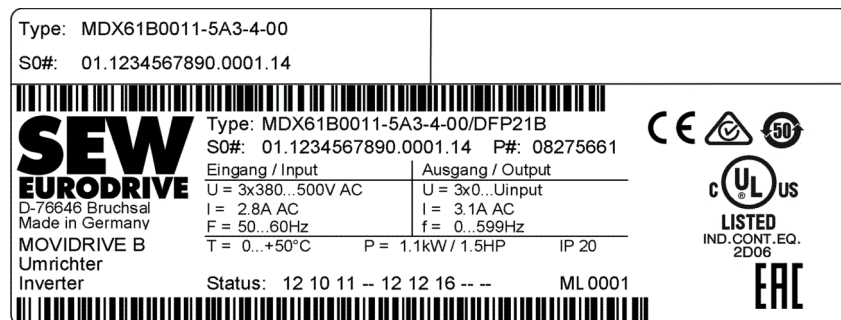 Type: MDX61B0011-5A3-4-00
S0#: 01.1234567890.0001.14
SEW
EURODRIVE
D-76646 Bruchsal
Made in Germany
MOVIDRIVE B
Umrichter
Inverter
Type: MDX61B0011-5A3-4-00/DFP21B
S0#: 01.1234567890.0001.14 P#: 08275661
Eingang / Input Ausgang / Output
U = 3x380...500V AC U = 3x0...Uinput
I = 2.8A AC I = 3.1A AC
F = 50...60Hz f = 0...599Hz
T = 0...+50°C P = 1.1kW / 1.5HP IP 20
Status: 12 10 11 -- 12 12 16 -- -- ML 0001
CE 50
C UL US
LISTED
IND.CONT.EQ.
2D06
EAC